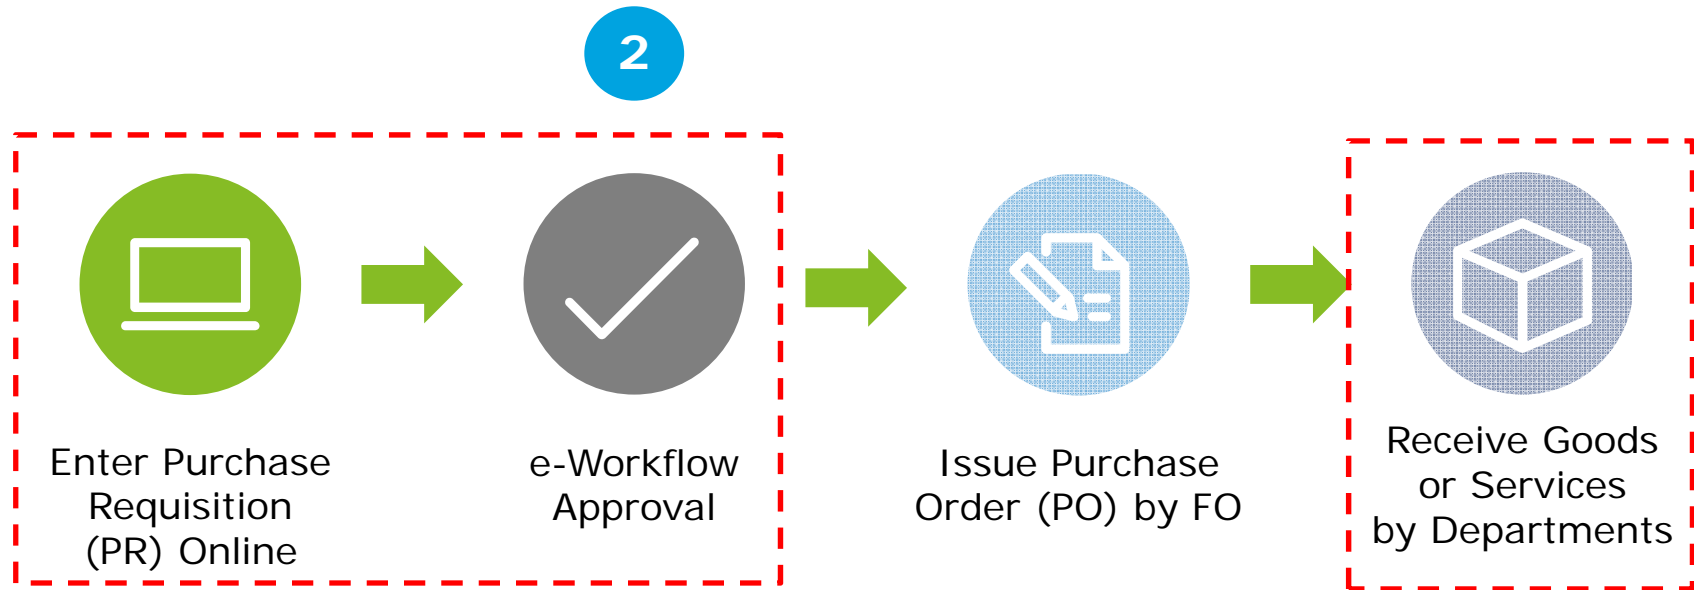 2
Enter Purchase
Requisition
(PR) Online
e-Workflow
Approval
Issue Purchase
Order (PO) by FO
Receive Goods
or Services
by Departments